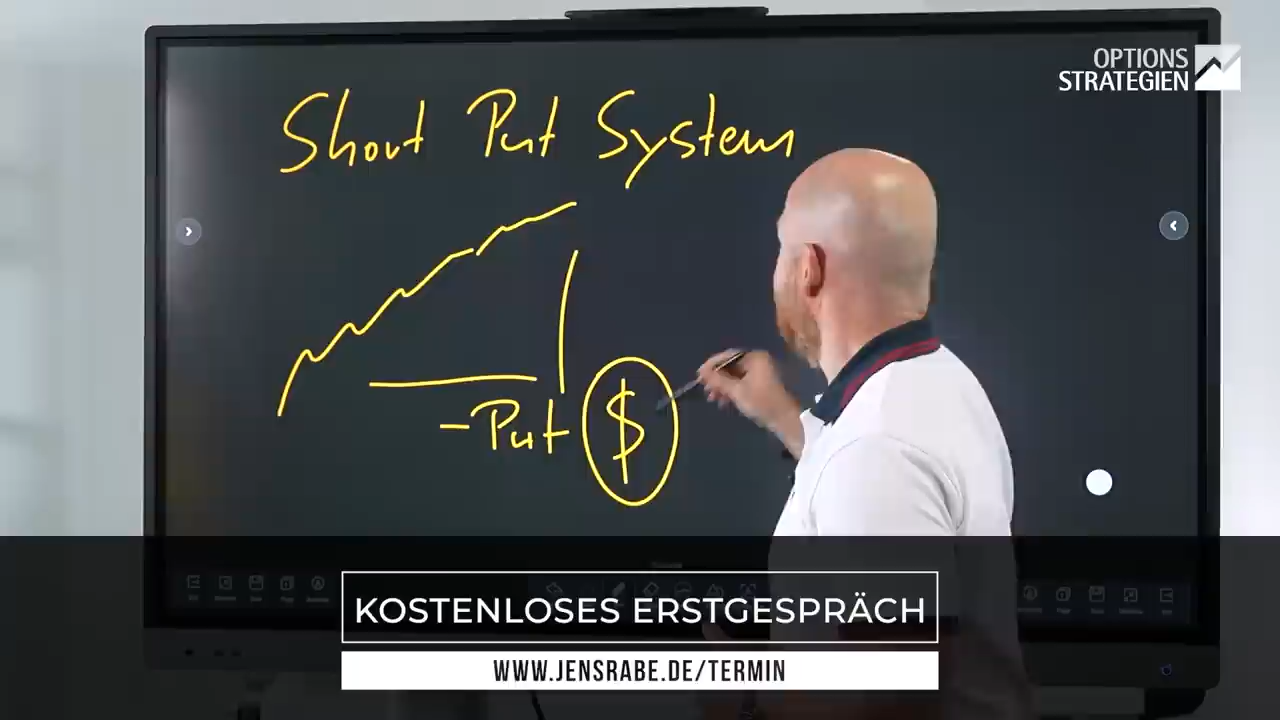 OPTIONS
STRATEGIEN
Short Put System
-Put $
KOSTENLOSES ERSTGESPRÄCH
WWW.JENSRABE.DE/TERMIN